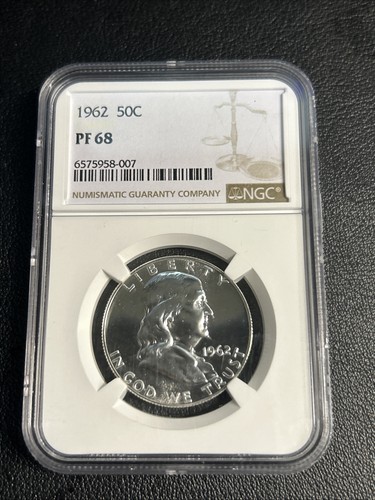 1962 50C
PF 68
6575958-007
NUMISMATIC GUARANTY COMPANY
NGC®
LIBERTY
1962
IN GOD WE TRUST